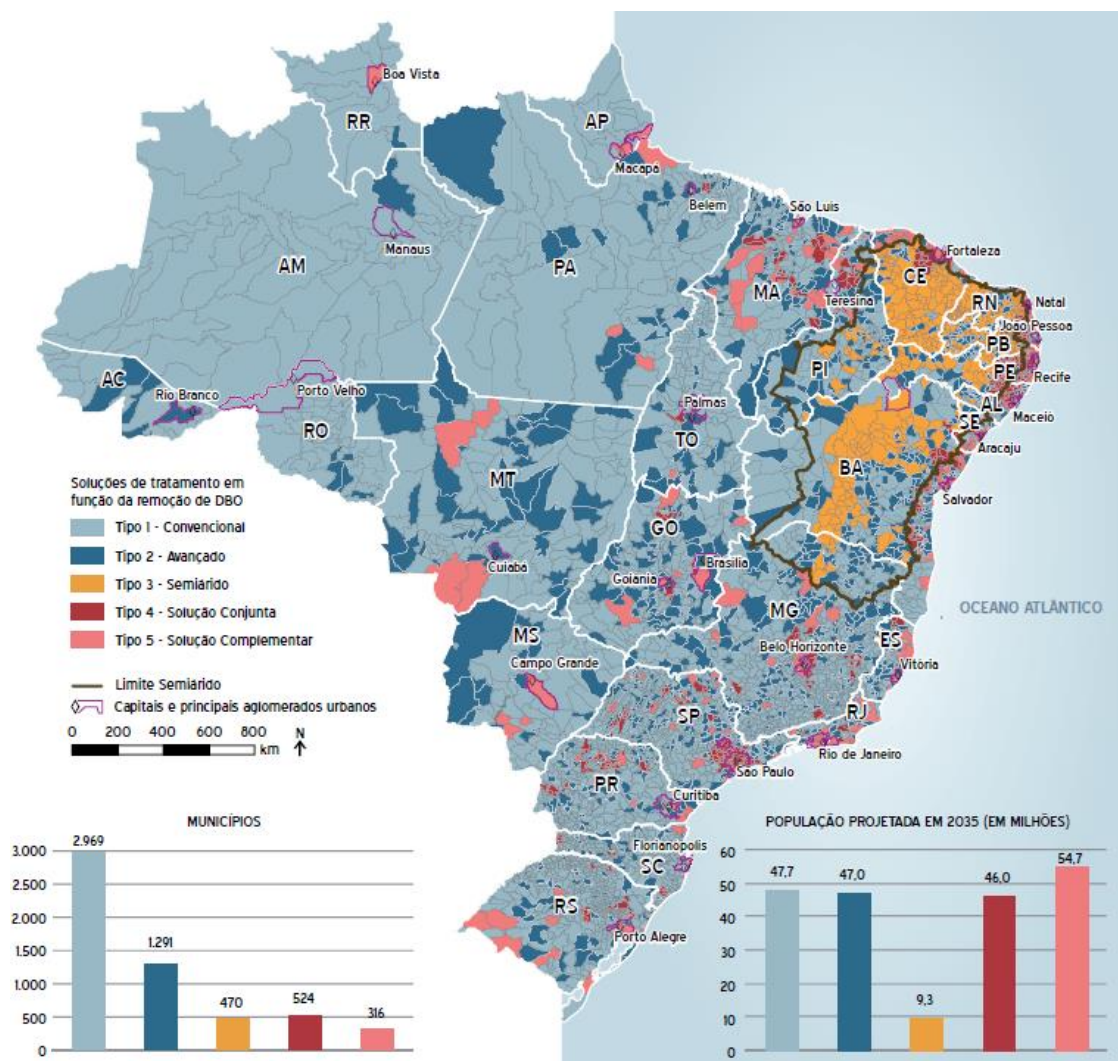 Boa Vista
RR
AP
Macapá
Belem
São Luís
Manaus
AM
PA
MA
Fortaleza
CE
Teresina
RN
Natal
João Pessoa
PB
PI
PE
Recife
AC
Rio Branco
Porto Velho
RO
Palmas
TO
AL
Maceió
SE
Aracaju
MT
BA
Salvador
Soluções de tratamento em
função da remoção de DBO
Tipo 1 - Convencional
Tipo 2 - Avançado
Tipo 3 - Semiárido
Tipo 4 - Solução Conjunta
Tipo 5 - Solução Complementar
Limite Semiárido
Capitais e principais aglomerados urbanos
0 200 400 600 800
km
N
GO
Cuiabá
Goiania
Brasília
MG
OCEANO ATLÂNTICO
MS
Campo Grande
Belo Horizonte
ES
Vitória
SP
RJ
Rio de Janeiro
São Paulo
PR
Curitiba
Florianópolis
SC
RS
Porto Alegre
MUNICÍPIOS
3.000
2.500
2.000
1.500
1.000
500
0
2.969
1.291
470
524
316
POPULAÇÃO PROJETADA EM 2035 (EM MILHÕES)
60
50
40
30
20
10
0
47,7
47,0
9,3
46,0
54,7